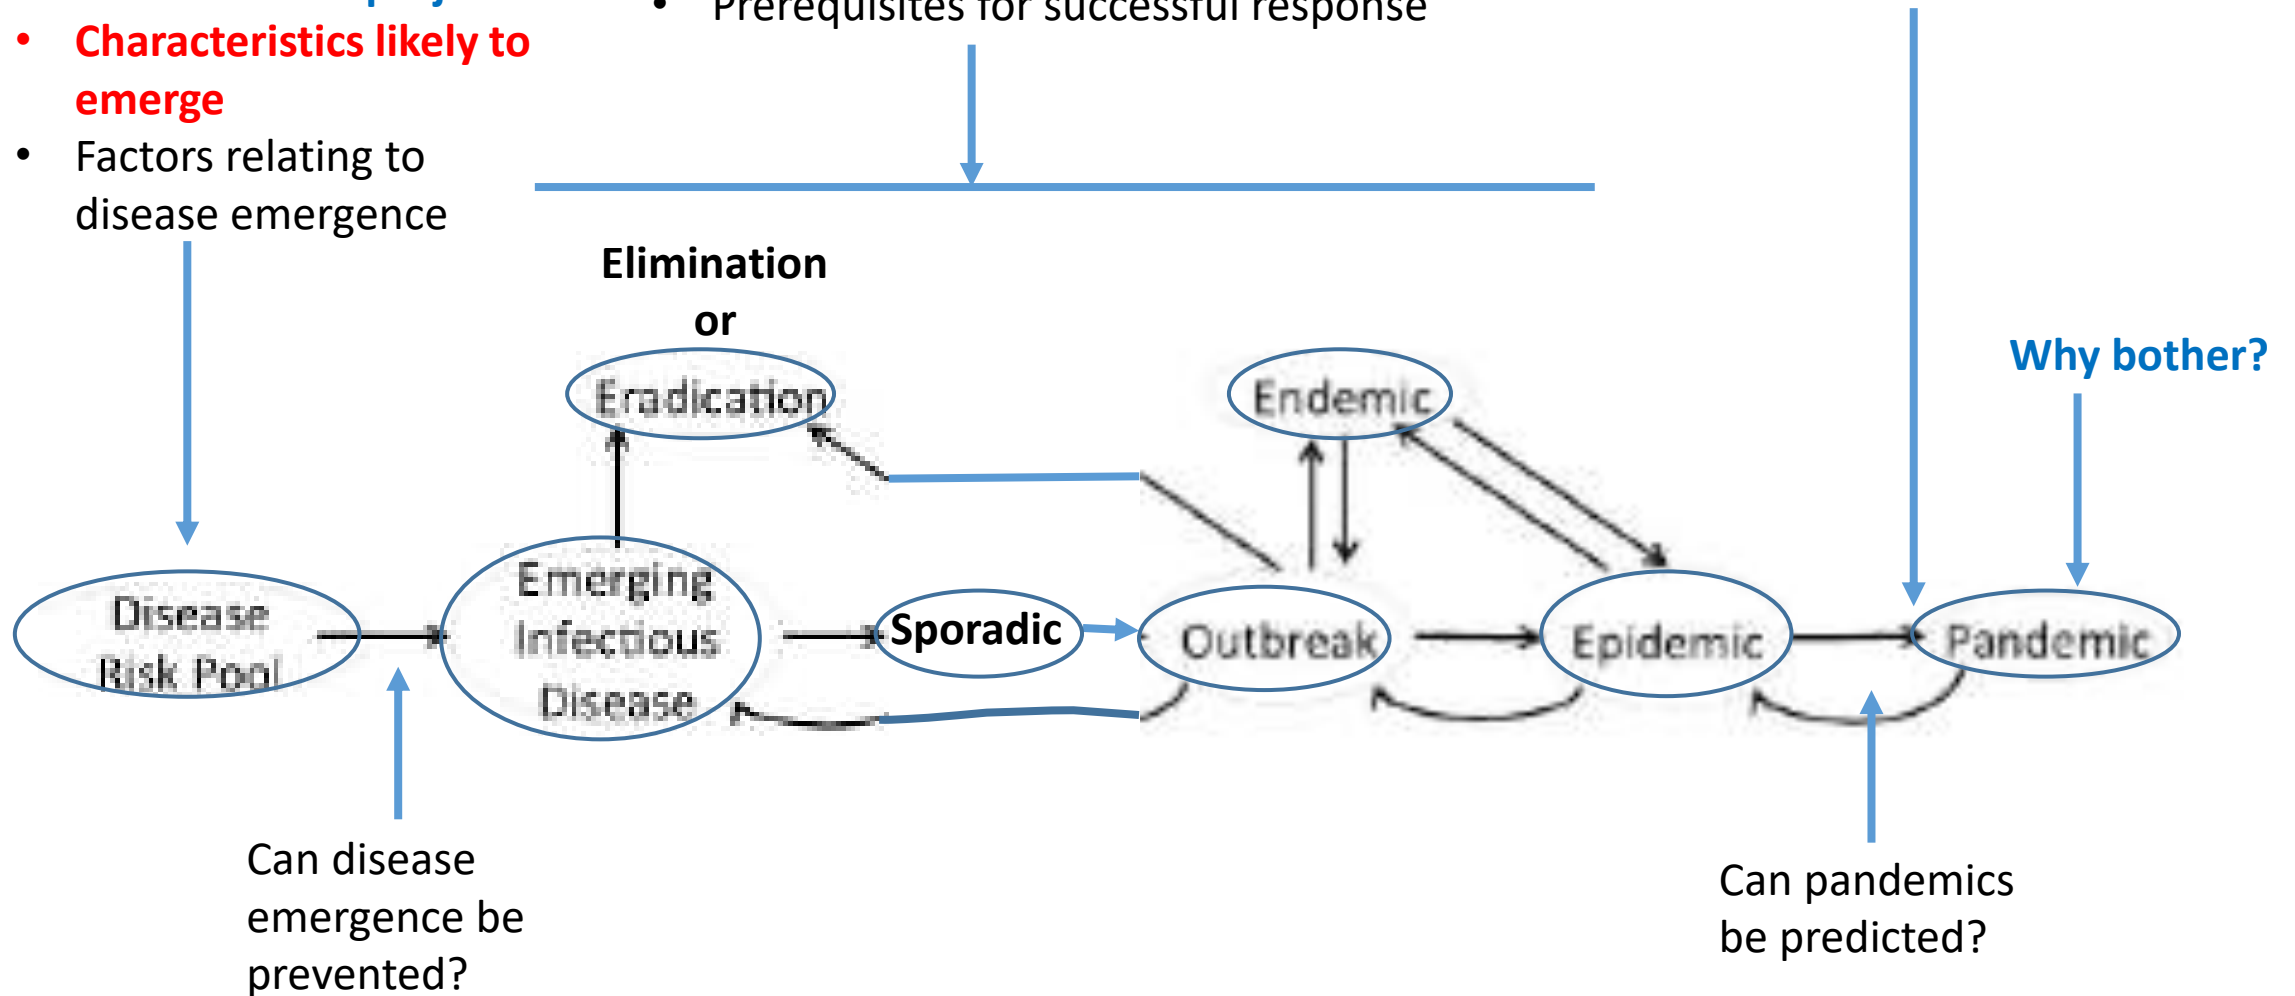 • Prerequisites for successful response
• Characteristics likely to
emerge
• Factors relating to
disease emergence
Elimination
or
Eradication
Endemic
Why bother?
Disease
Risk Pool
Emerging
Infectious
Disease
Sporadic
Outbreak
Epidemic
Pandemic
Can disease
emergence be
prevented?
Can pandemics
be predicted?